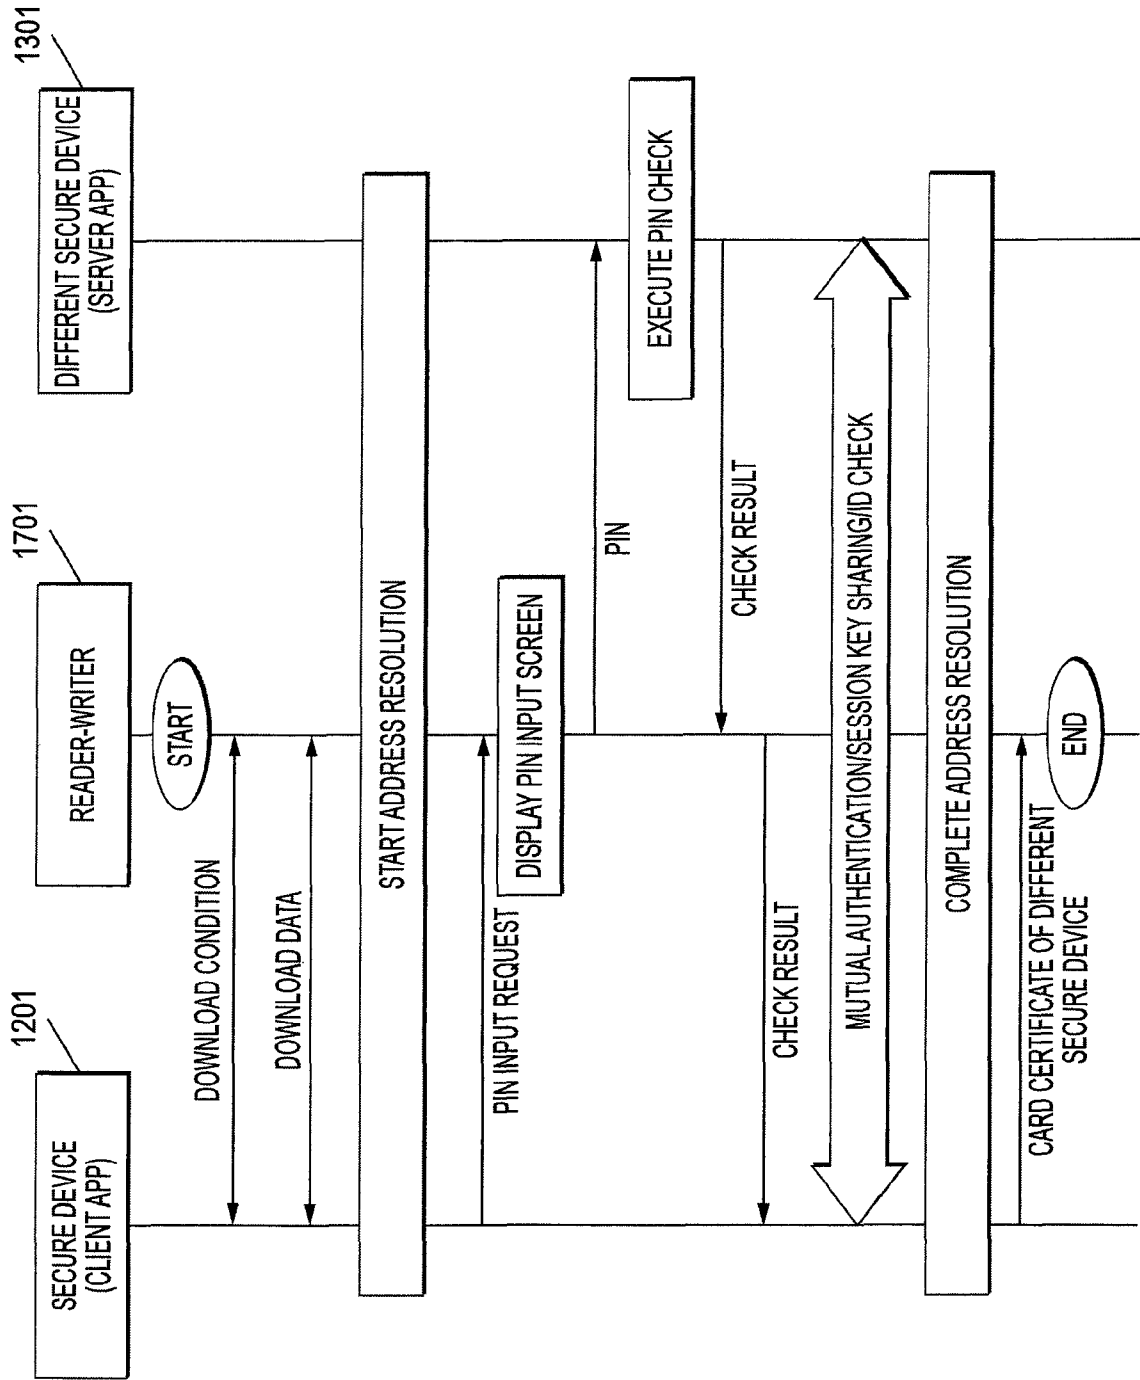 1201
1701
1301
SECURE DEVICE
(CLIENT APP)
READER-WRITER
DIFFERENT SECURE DEVICE
(SERVER APP)
START
DOWNLOAD CONDITION
DOWNLOAD DATA
START ADDRESS RESOLUTION
PIN INPUT REQUEST
DISPLAY PIN INPUT SCREEN
PIN
EXECUTE PIN CHECK
CHECK RESULT
CHECK RESULT
MUTUAL AUTHENTICATION/SESSION KEY SHARING/ID CHECK
COMPLETE ADDRESS RESOLUTION
CARD CERTIFICATE OF DIFFERENT
SECURE DEVICE
END